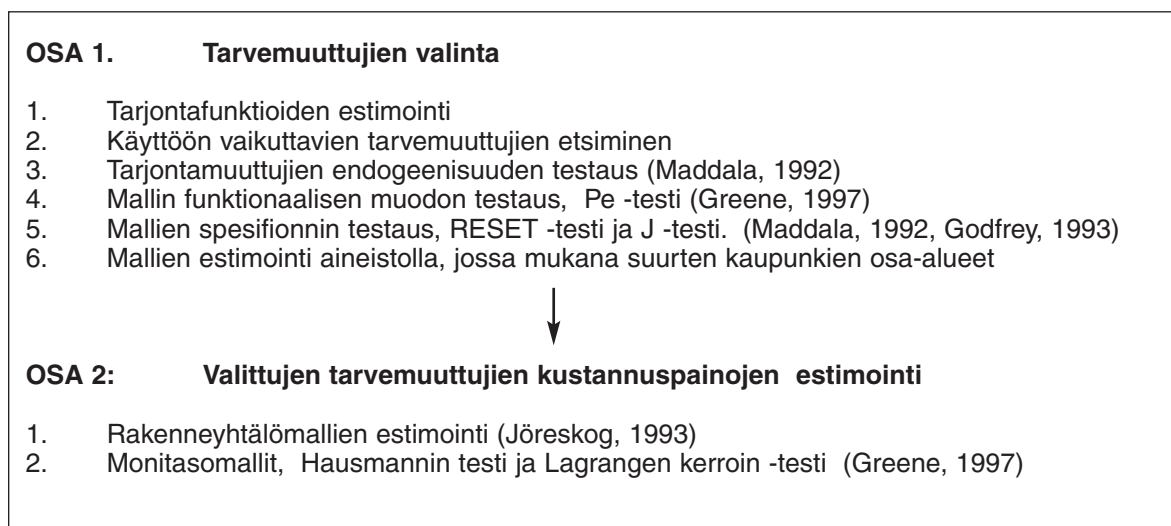 OSA 1. Tarvemuuttujien valinta
1. Tarjontafunktioiden estimointi
2. Käyttöön vaikuttavien tarvemuuttujien etsiminen
3. Tarjontamuuttujien endogeenisuuden testaus (Maddala, 1992)
4. Mallin funktionaalisen muodon testaus, Pe -testi (Greene, 1997)
5. Mallien spesifionnin testaus, RESET -testi ja J -testi. (Maddala, 1992, Godfrey, 1993)
6. Mallien estimointi aineistolla, jossa mukana suurten kaupunkien osa-alueet
OSA 2: Valittujen tarvemuuttujien kustannuspainojen estimointi
1. Rakenneyhtälömallien estimointi (Jöreskog, 1993)
2. Monitasomallit, Hausmannin testi ja Lagrangen kerroin -testi (Greene, 1997)